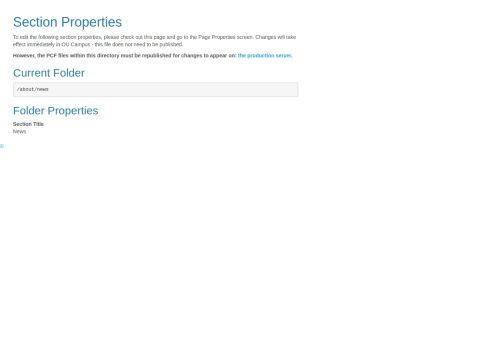 Section Properties
To edit the following section properties, please check out this page and go to the Page Properties screen. Changes will take
effect immediately in OU Campus - this file does not need to be published.
However, the PCF files within this directory must be republished for changes to appear on: the production server.
Current Folder
/about/news
Folder Properties
Section Title
News